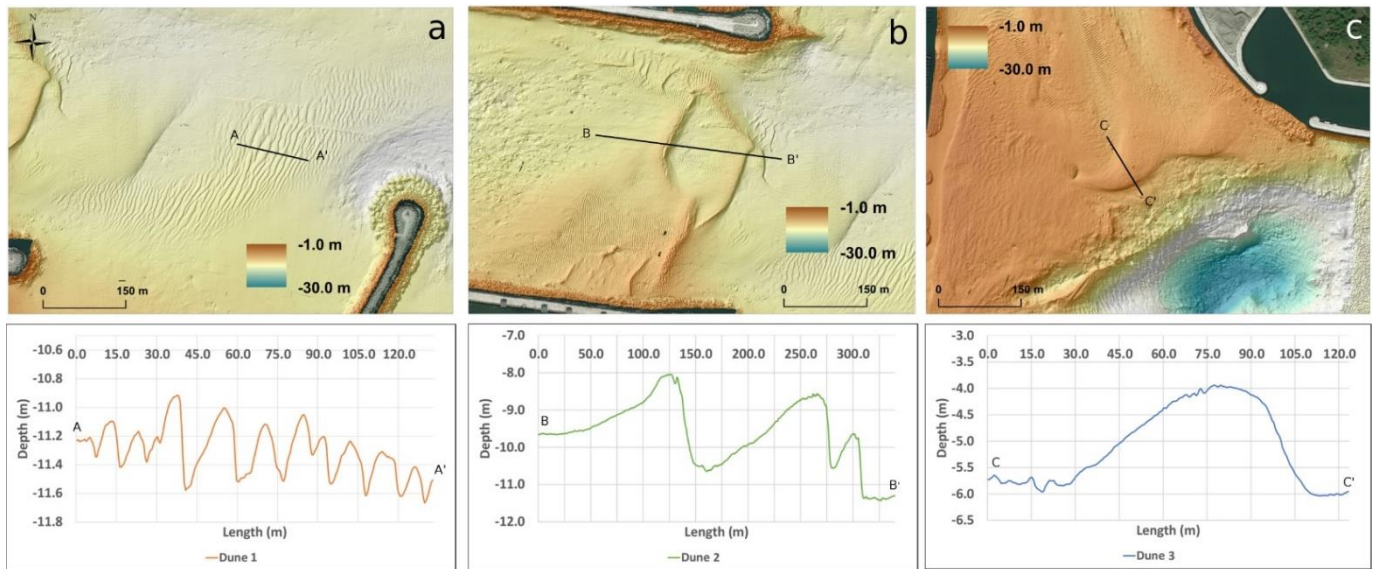 N
a
A
A'
-1.0 m
-30.0 m
0
150 m
b
B
B'
-1.0 m
-30.0 m
0
150 m
-1.0 m
-30.0 m
C
C
C'
0
150 m
-10.6
0.0 15.0 30.0 45.0 60.0 75.0 90.0 105.0 120.0
-10.8
-11.0
-11.2
-11.4
-11.6
-11.8
Depth (m)
A
A'
Length (m)
Dune 1
-7.0
0.0 50.0 100.0 150.0 200.0 250.0 300.0
-8.0
-9.0
-10.0
-11.0
-12.0
Depth (m)
B
B'
Length (m)
Dune 2
-3.0
0.0 15.0 30.0 45.0 60.0 75.0 90.0 105.0 120.0
-3.5
-4.0
-4.5
-5.0
-5.5
-6.0
-6.5
Depth (m)
C
C'
Length (m)
Dune 3